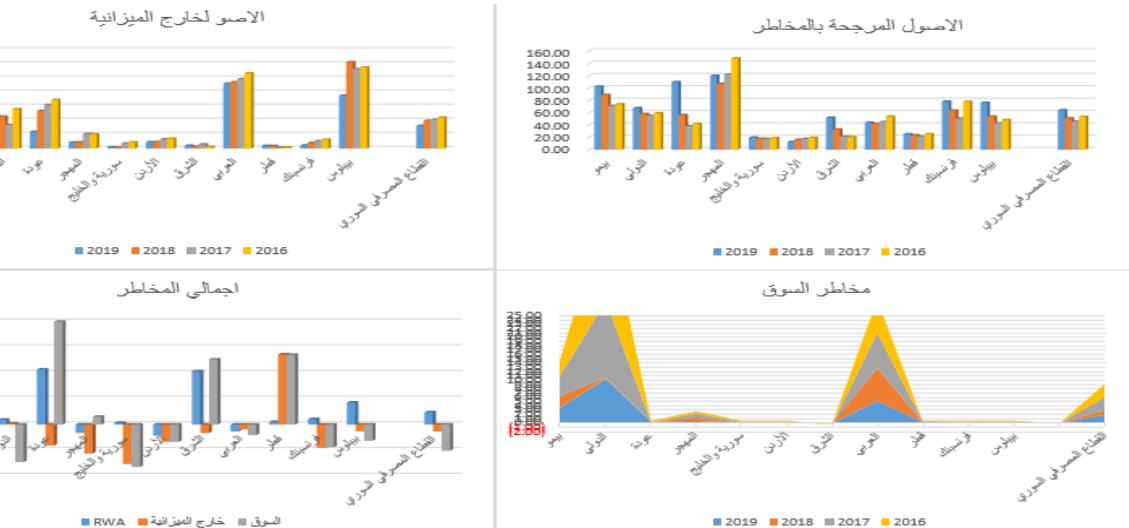 الاصو لخارج الميزانية
عودة
المهجر
سورية والخليج
الأردن
الشرق
العربي
قطر
فرنسبنك
بيبلوس
القطاع المصرفي السوري
2019 2018 2017 2016
الاصول المرجحة بالمخاطر
160.00
140.00
120.00
100.00
80.00
60.00
40.00
20.00
0.00
بيمو
الدولي
عودة
المهجر
سورية والخليج
الأردن
الشرق
العربي
قطر
فرنسبنك
بيبلوس
القطاع المصرفي السوري
2019 2018 2017 2016
اجمالي المخاطر
عودة
المهجر
سورية والخليج
الأردن
الشرق
العربي
قطر
فرنسبنك
بيبلوس
القطاع المصرفي السوري
RWA خارج الميزانية السوق
مخاطر السوق
25.00
بيمو
الدولي
عودة
المهجر
سورية والخليج
الأردن
الشرق
العربي
قطر
فرنسبنك
بيبلوس
القطاع المصرفي السوري
2019 2018 2017 2016